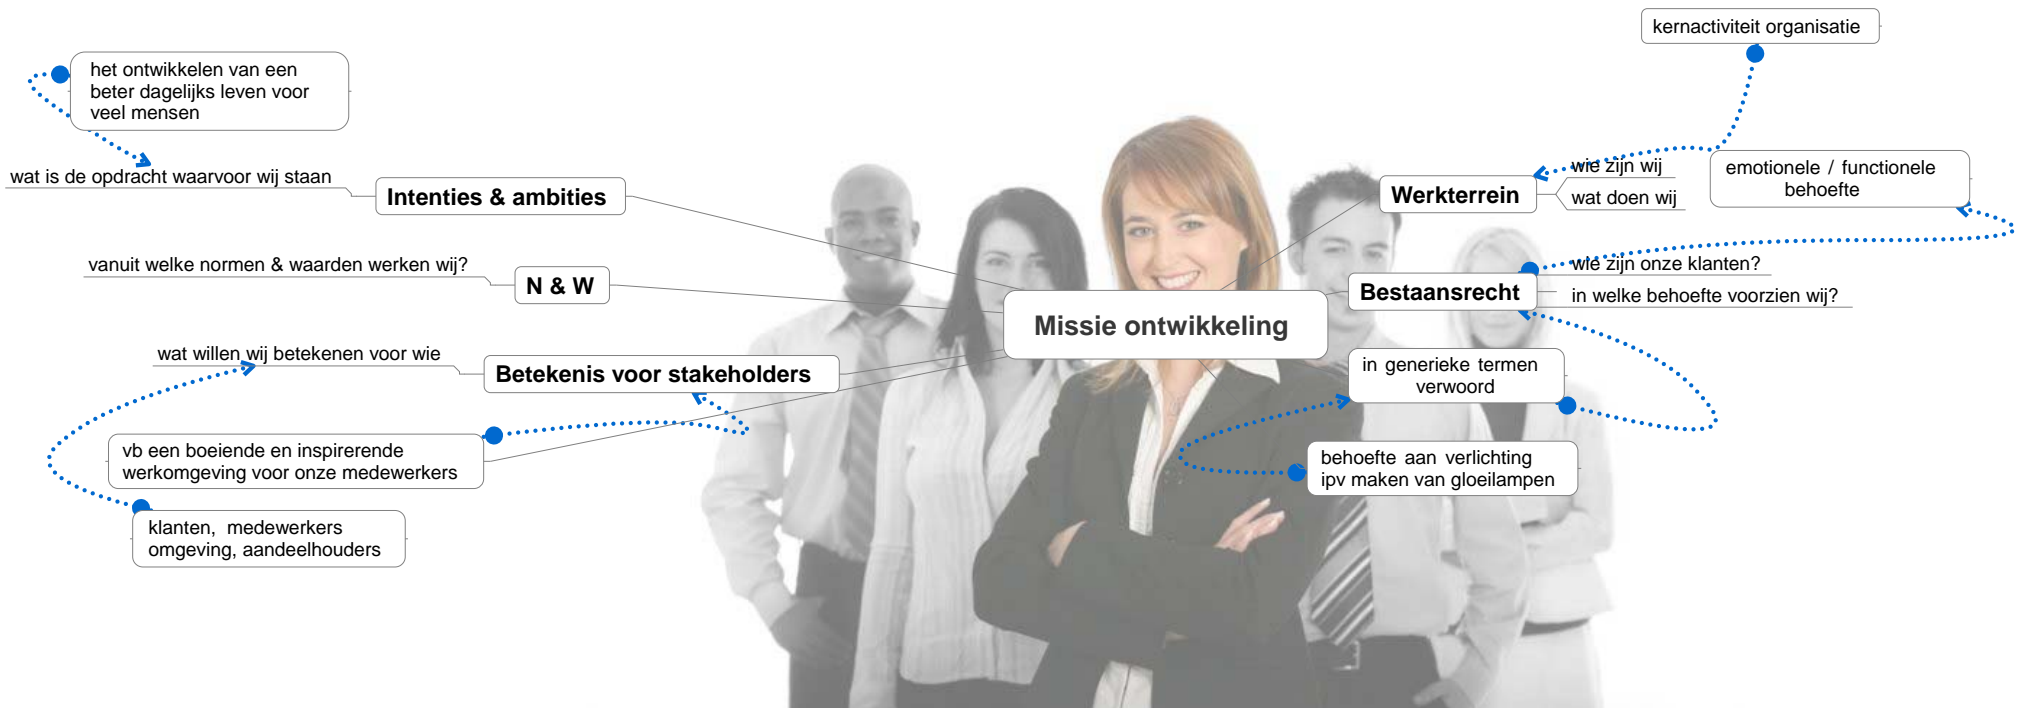 kernactiviteit organisatie
het ontwikkelen van een
beter dagelijks leven voor
veel mensen
wat is de opdracht waarvoor wij staan
Intenties & ambities
Werkterrein
wie zijn wij
wat doen wij
emotionele / functionele
behoefte
vanuit welke normen & waarden werken wij?
N & W
Bestaansrecht
wie zijn onze klanten?
in welke behoefte voorzien wij?
Missie ontwikkeling
wat willen wij betekenen voor wie
Betekenis voor stakeholders
in generieke termen
verwoord
vb een boeiende en inspirerende
werkomgeving voor onze medewerkers
behoefte aan verlichting
ipv maken van gloeilampen
klanten, medewerkers
omgeving, aandeelhouders